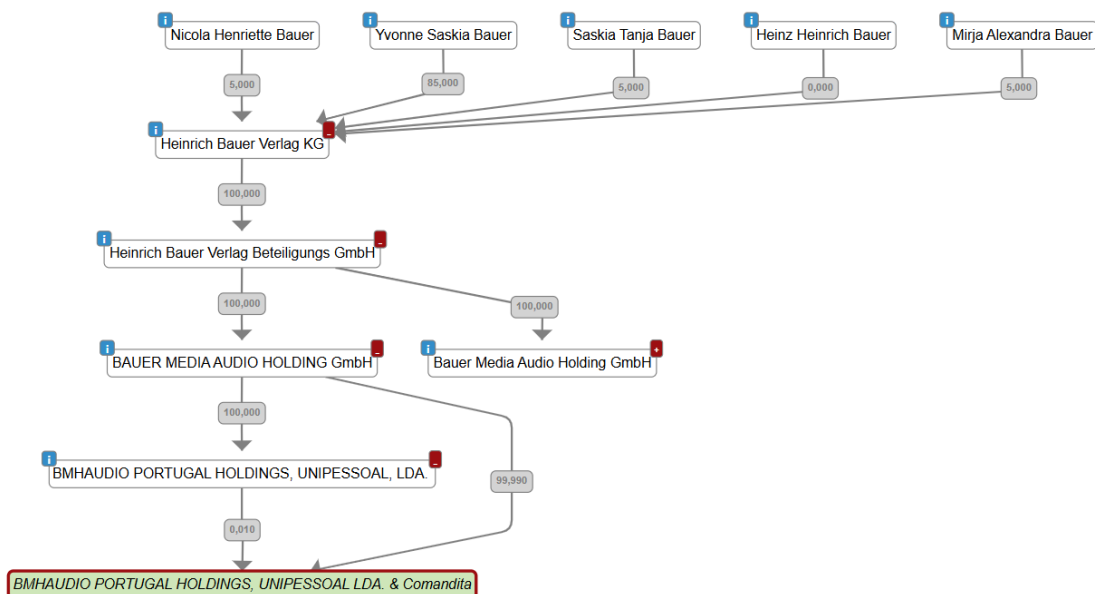 Nicola Henriette Bauer
Yvonne Saskia Bauer
Saskia Tanja Bauer
Heinz Heinrich Bauer
Mirja Alexandra Bauer
5,000
85,000
5,000
0,000
5,000
Heinrich Bauer Verlag KG
100,000
Heinrich Bauer Verlag Beteiligungs GmbH
100,000
100,000
BAUER MEDIA AUDIO HOLDING GmbH
Bauer Media Audio Holding GmbH
100,000
BMHAUDIO PORTUGAL HOLDINGS, UNIPESSOAL, LDA.
99,990
0,010
BMHAUDIO PORTUGAL HOLDINGS, UNIPESSOAL LDA. & Comandita